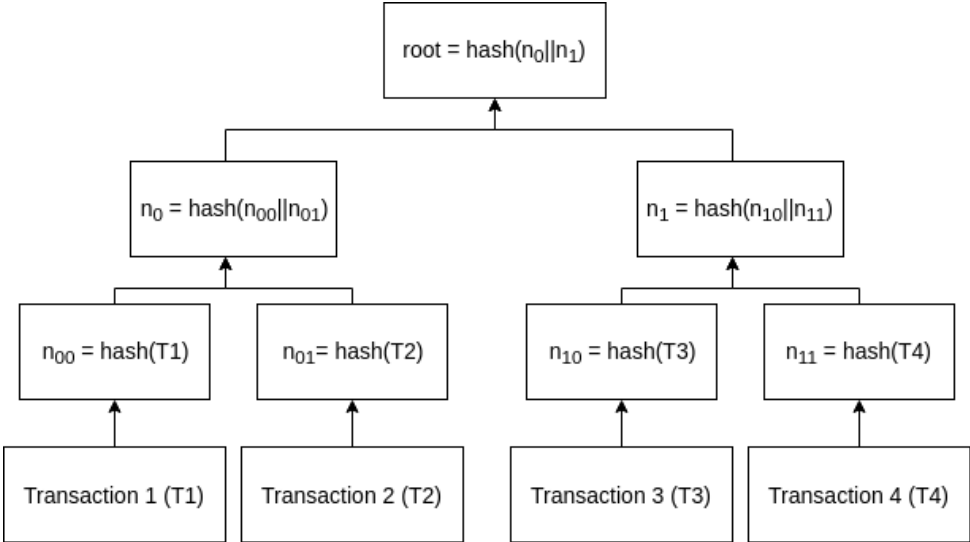 root = hash(n₀||n₁)
n₀ = hash(n₀₀||n₀₁)
n₁ = hash(n₁₀||n₁₁)
n₀₀ = hash(T1)
n₀₁= hash(T2)
n₁₀ = hash(T3)
n₁₁ = hash(T4)
Transaction 1 (T1)
Transaction 2 (T2)
Transaction 3 (T3)
Transaction 4 (T4)